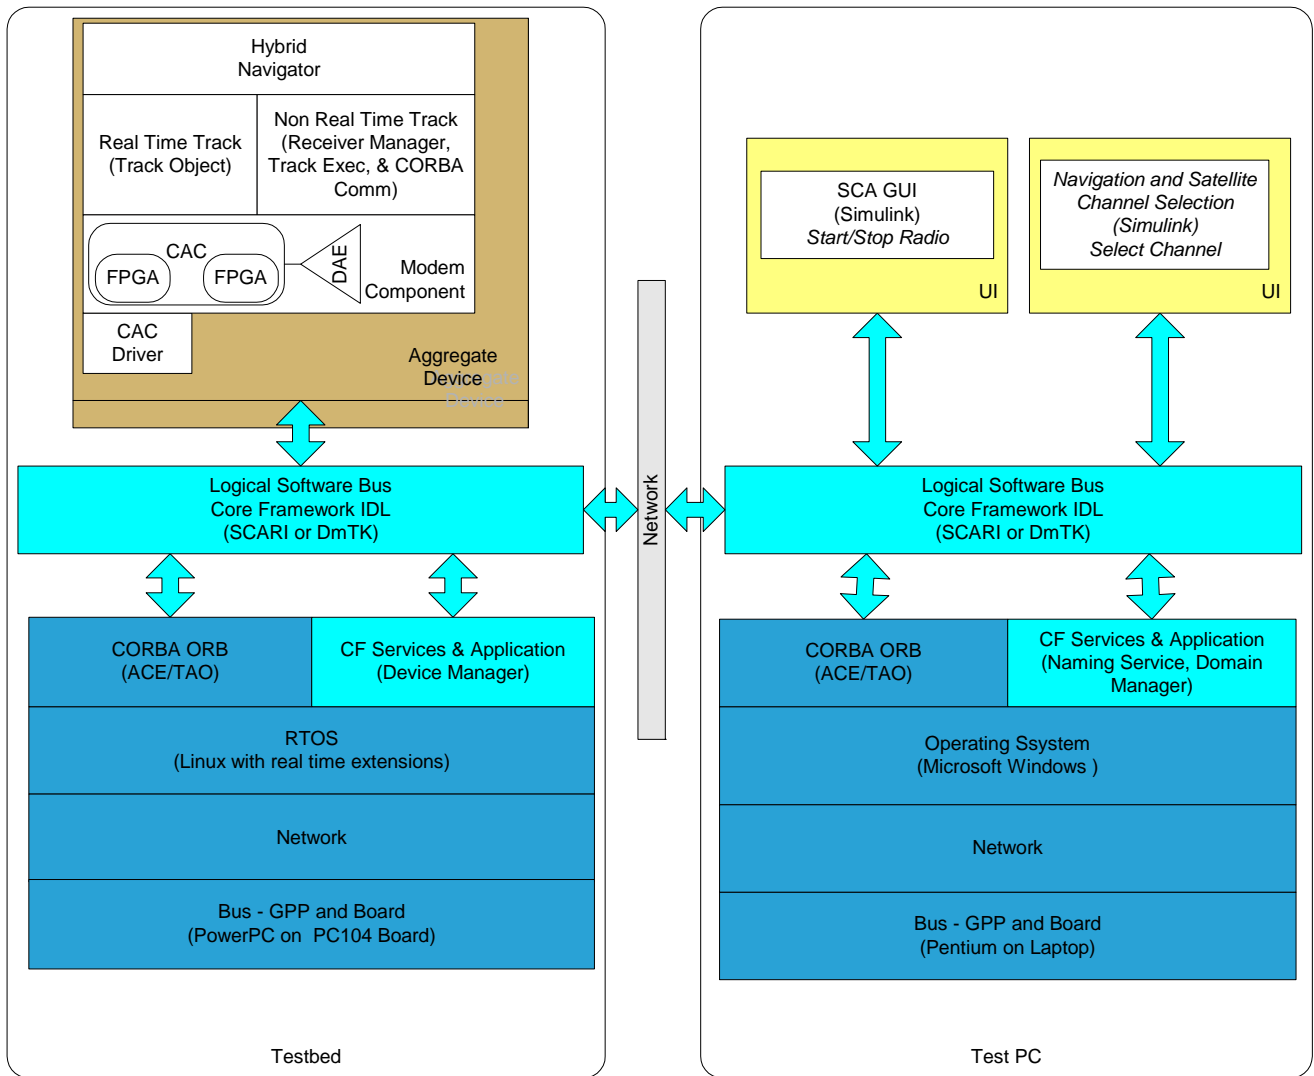 Hybrid
Navigator
Real Time Track
(Track Object)
Non Real Time Track
(Receiver Manager,
Track Exec, & CORBA
Comm)
CAC
FPGA
FPGA
DAE
Modem
Component
CAC
Driver
Aggregate
Device
Aggregate
Device
Logical Software Bus
Core Framework IDL
(SCARI or DmTK)
CORBA ORB
(ACE/TAO)
CF Services & Application
(Device Manager)
RTOS
(Linux with real time extensions)
Network
Bus - GPP and Board
(PowerPC on  PC104 Board)
Testbed
Network
SCA GUI
(Simulink)
Start/Stop Radio
UI
Navigation and Satellite
Channel Selection
(Simulink)
Select Channel
UI
Logical Software Bus
Core Framework IDL
(SCARI or DmTK)
CORBA ORB
(ACE/TAO)
CF Services & Application
(Naming Service, Domain
Manager)
Operating Ssystem
(Microsoft Windows )
Network
Bus - GPP and Board
(Pentium on Laptop)
Test PC